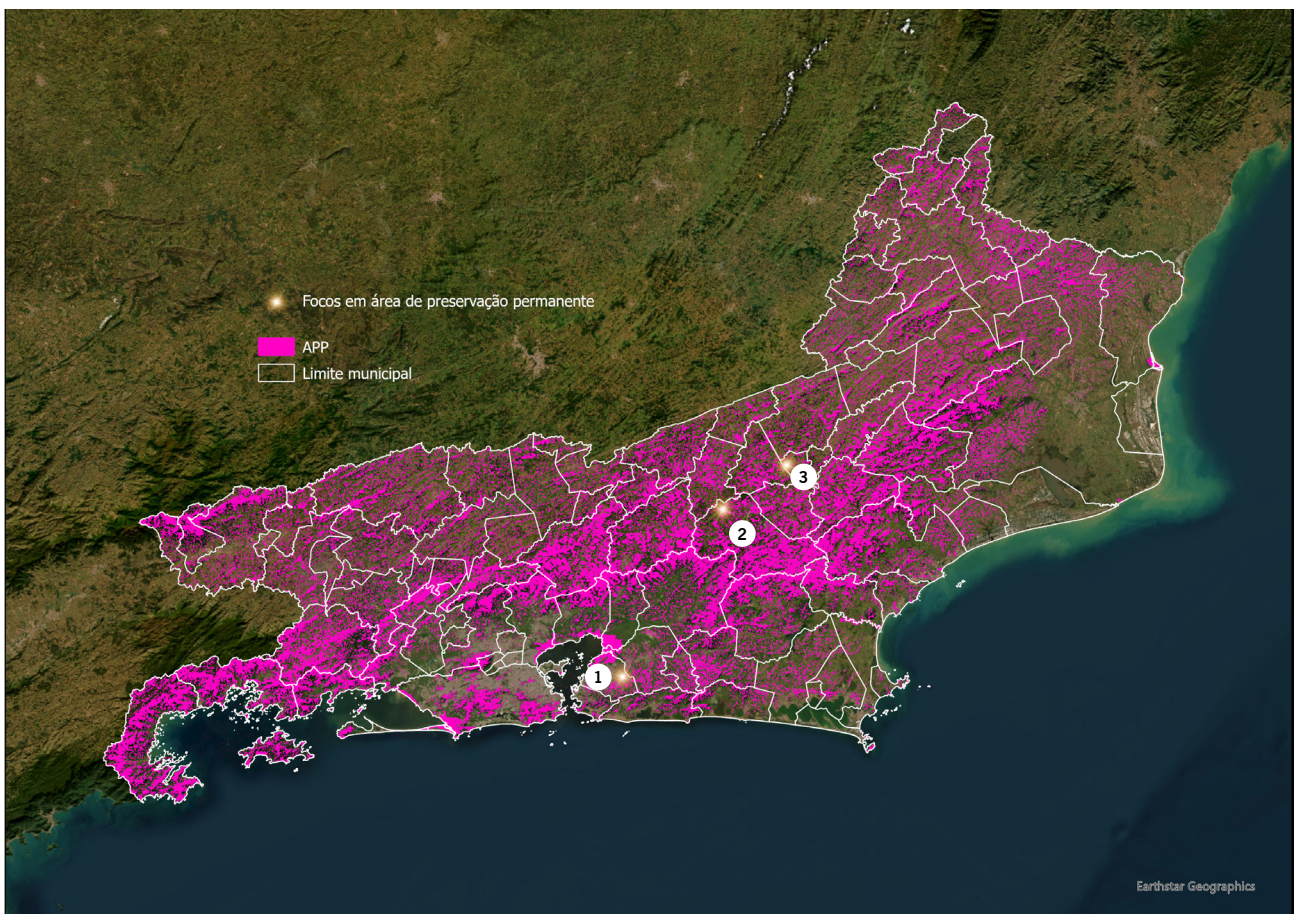 Focos em área de preservação permanente
APP
Limite municipal
3
2
1
Earthstar Geographics